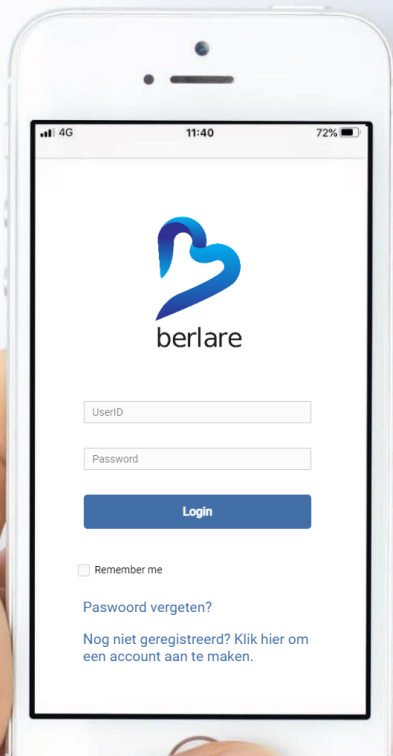 4G 11:40 72%
berlare
UserID
Password
Login
Remember me
Paswoord vergeten?
Nog niet geregistreerd? Klik hier om
een account aan te maken.